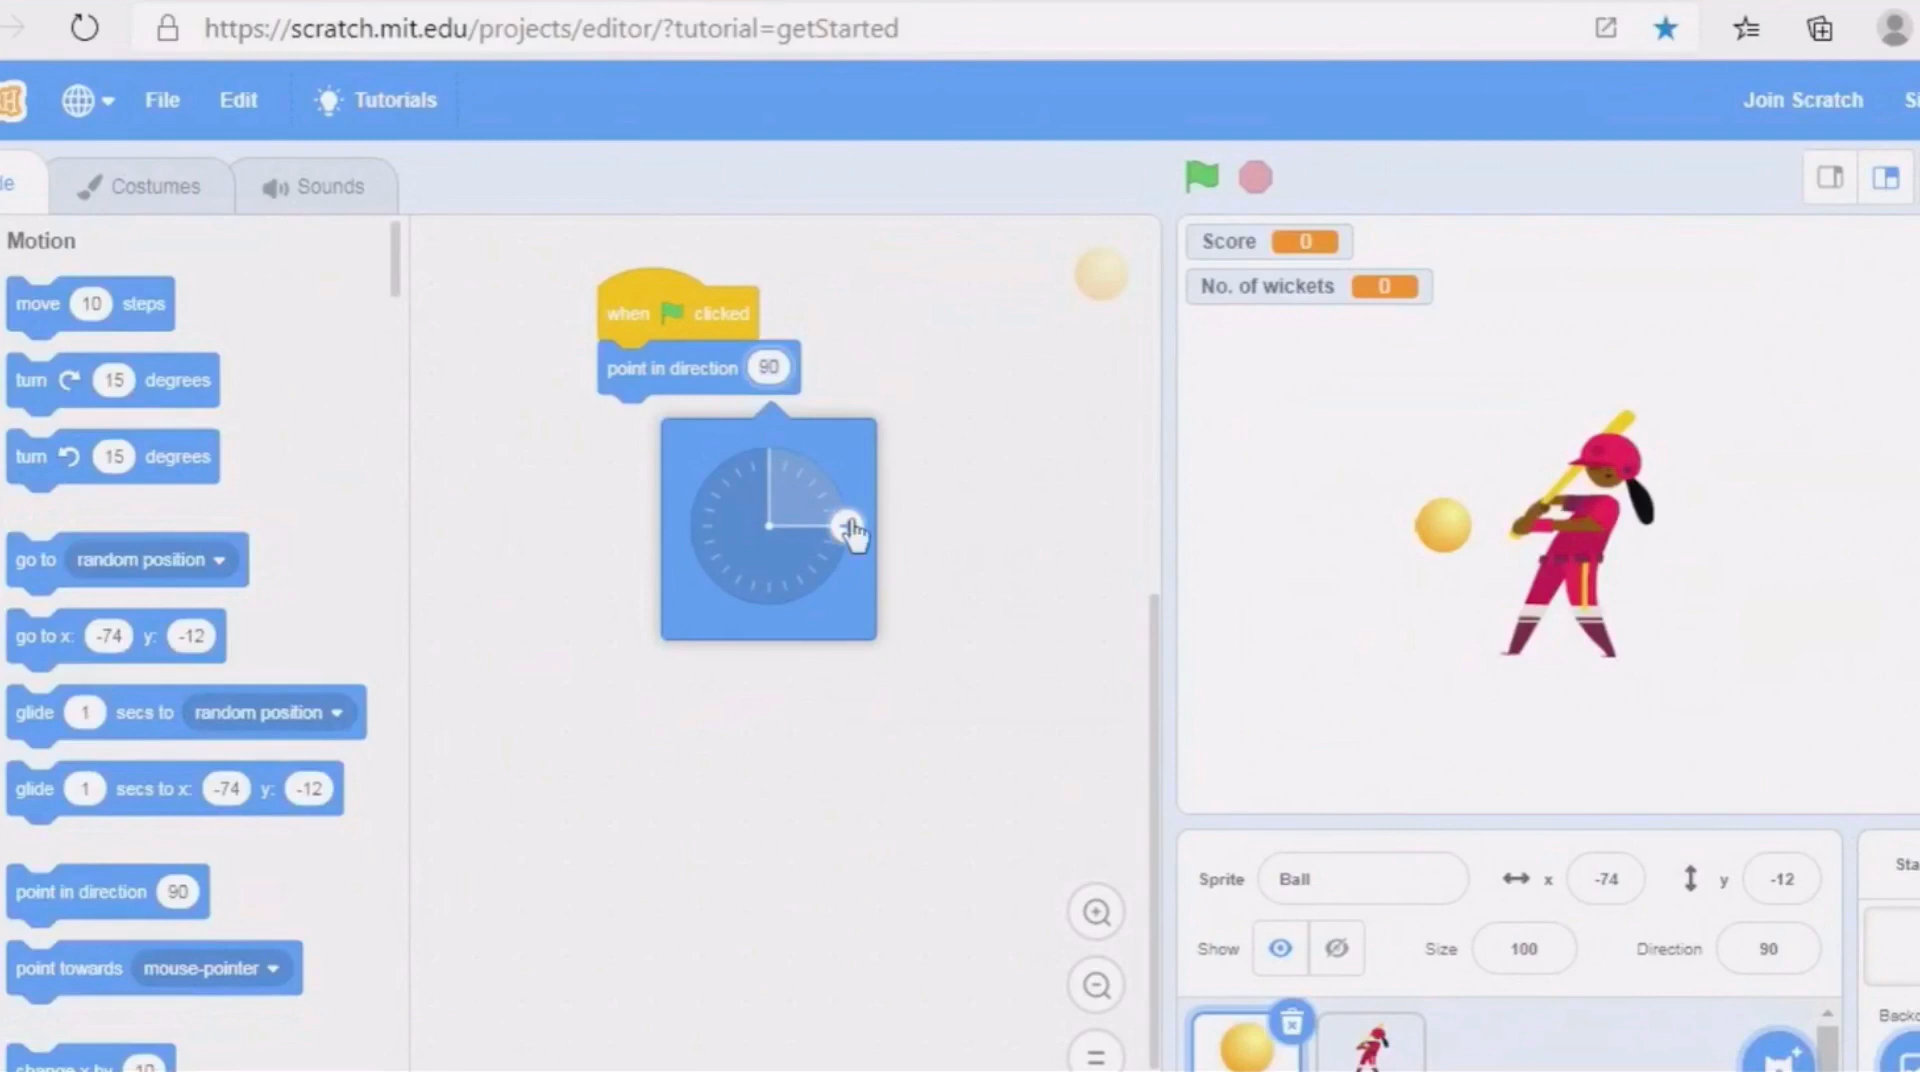 https://scratch.mit.edu/projects/editor/?tutorial=getStarted
File Edit Tutorials Join Scratch
Costumes Sounds
Motion
move 10 steps
turn 15 degrees
turn 15 degrees
go to random position
go to x: -74 y: -12
glide 1 secs to random position
glide 1 secs to x: -74 y: -12
point in direction 90
point towards mouse-pointer
change x by 10
when clicked
point in direction 90
Score 0
No. of wickets 0
Sprite Ball x -74 y -12
Show Size 100 Direction 90